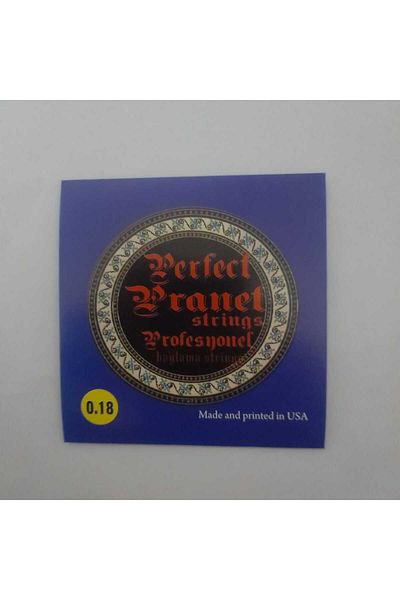 Perfect
Pranet
strings
Profesyonel
bağlama strings
0.18
Made and printed in USA